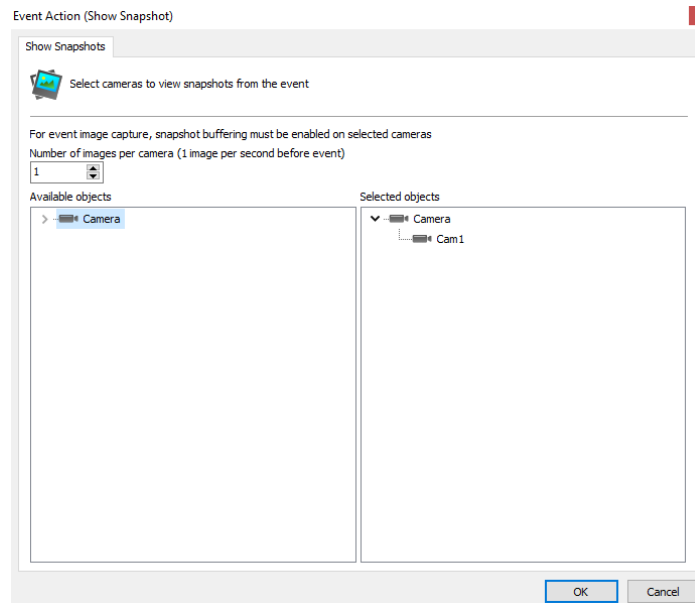 Event Action (Show Snapshot)
Show Snapshots
Select cameras to view snapshots from the event
For event image capture, snapshot buffering must be enabled on selected cameras
Number of images per camera (1 image per second before event)
1
Available objects
Selected objects
Camera
Camera
Cam1
OK
Cancel